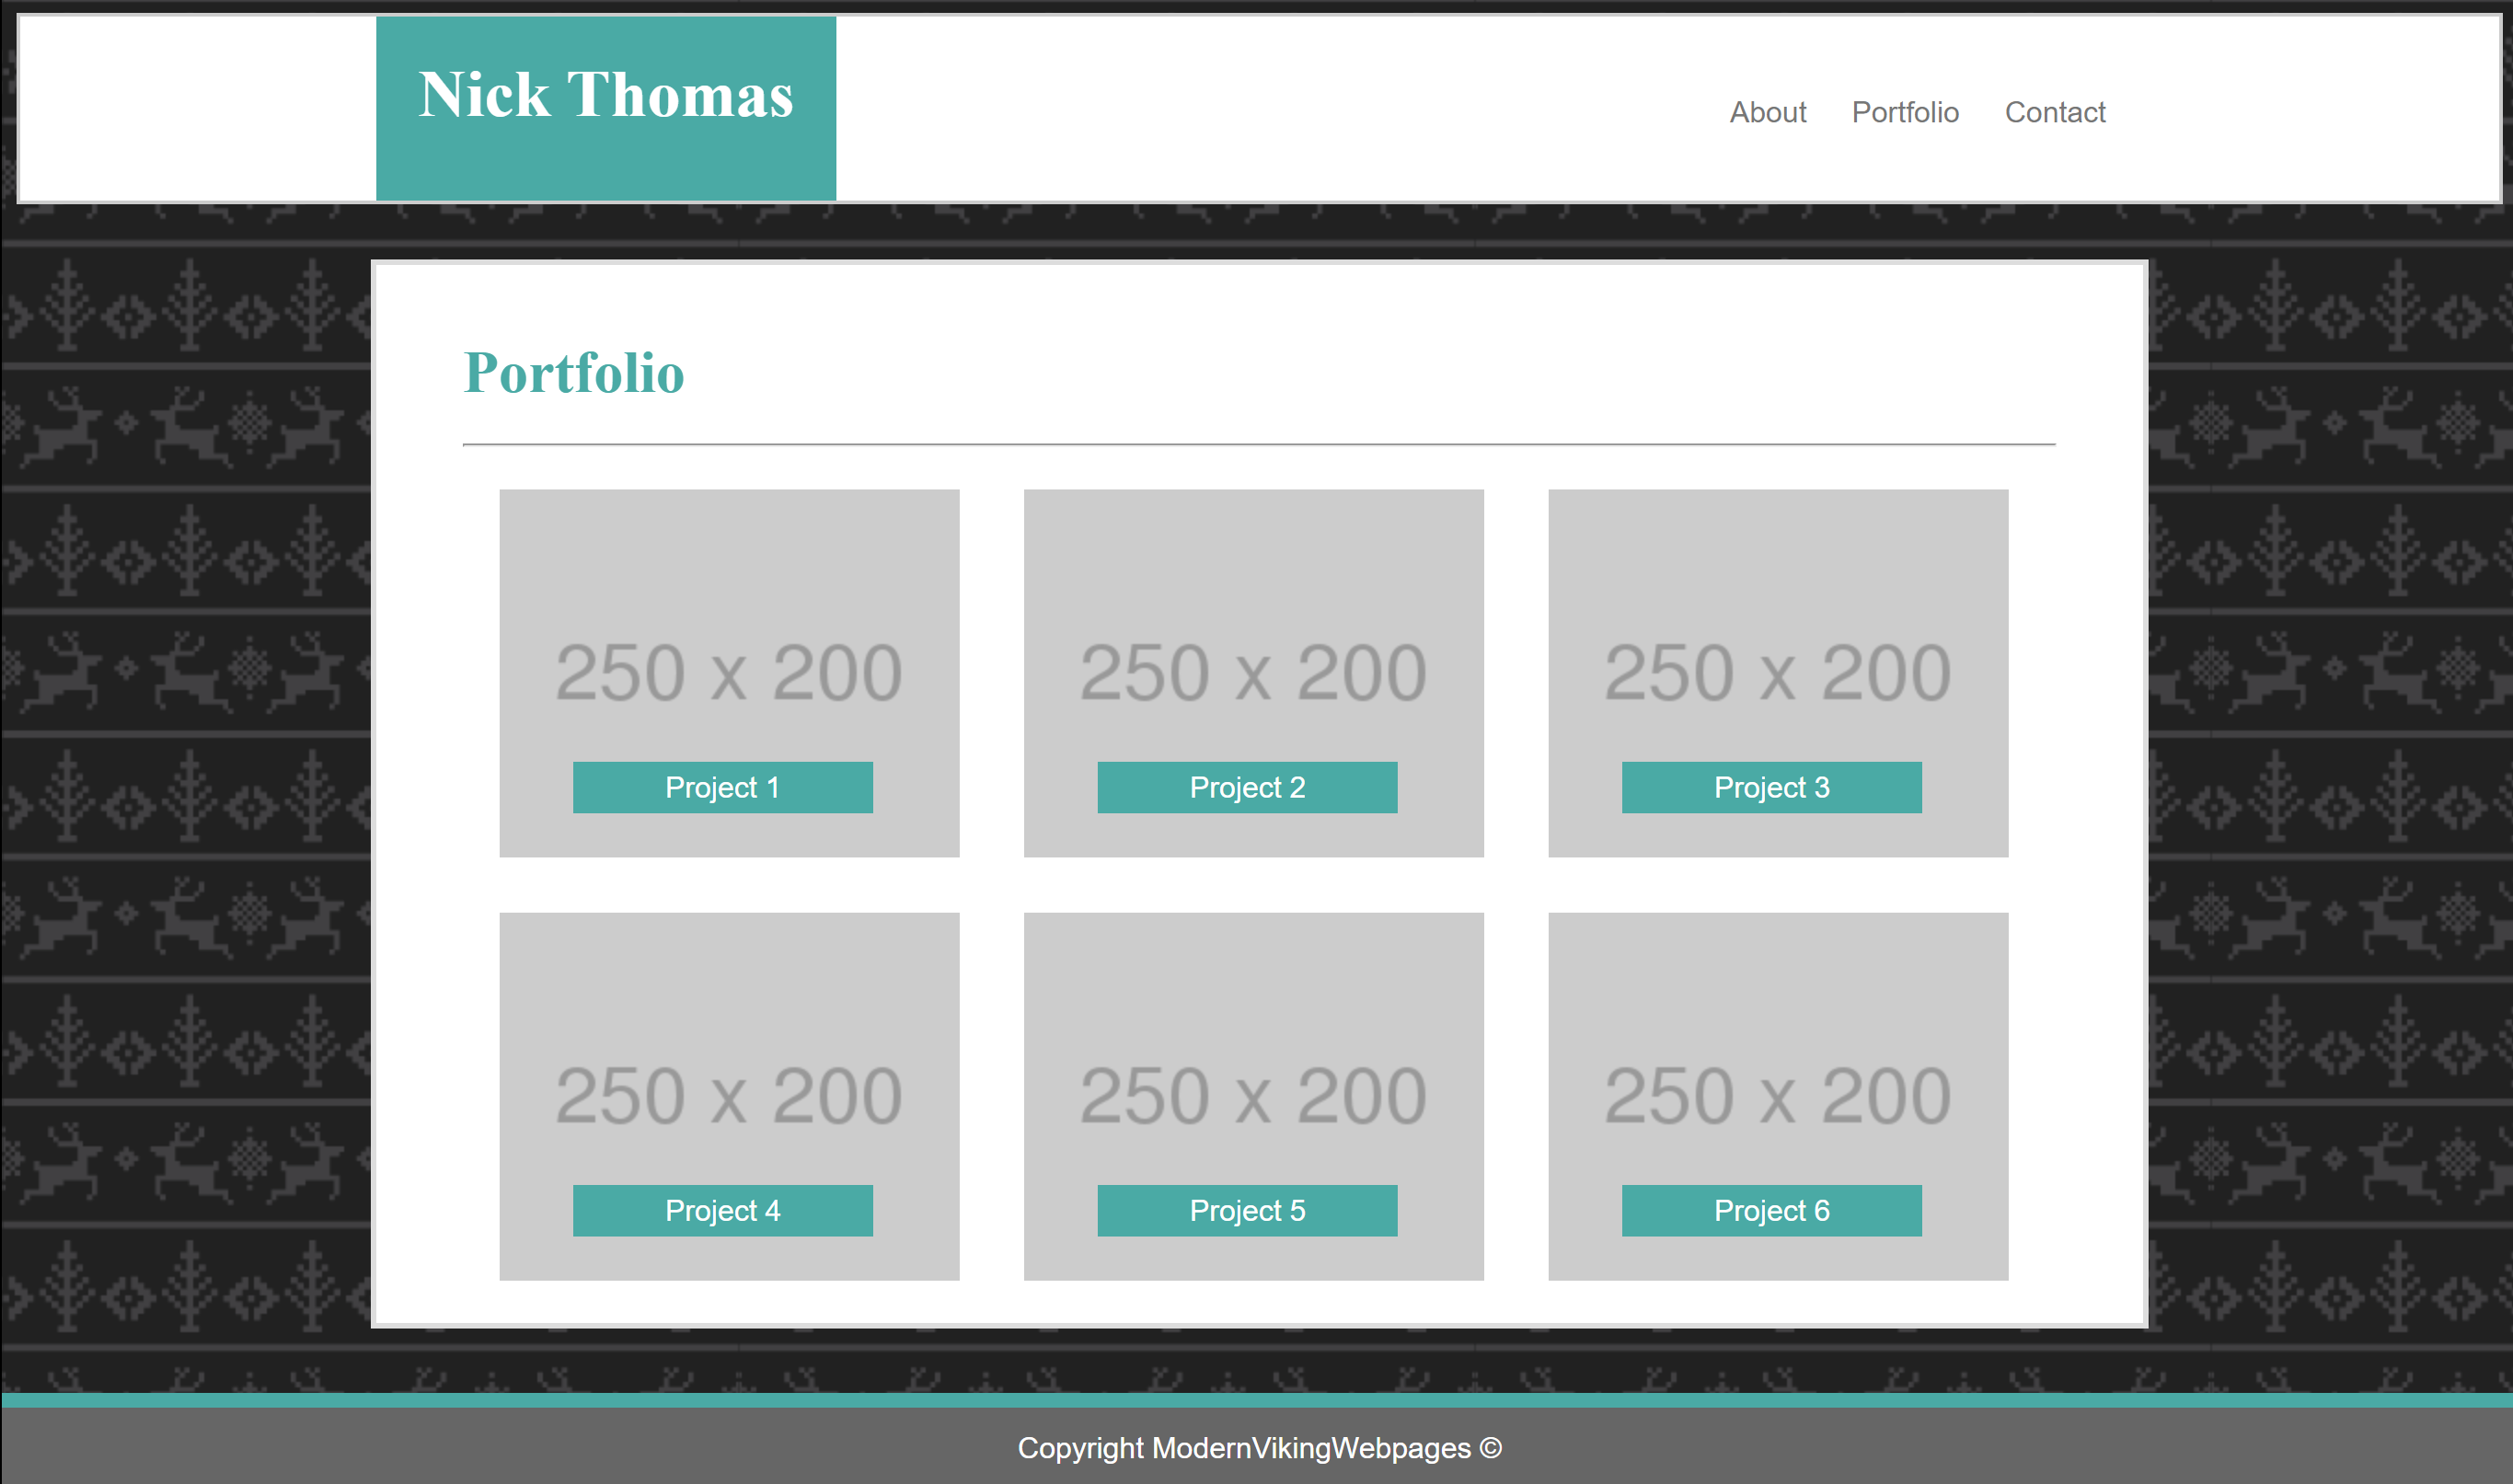 Nick Thomas
About Portfolio Contact
Portfolio
250 x 200 250 x 200 250 x 200
Project 1 Project 2 Project 3
250 x 200 250 x 200 250 x 200
Project 4 Project 5 Project 6
Copyright ModernVikingWebpages ©